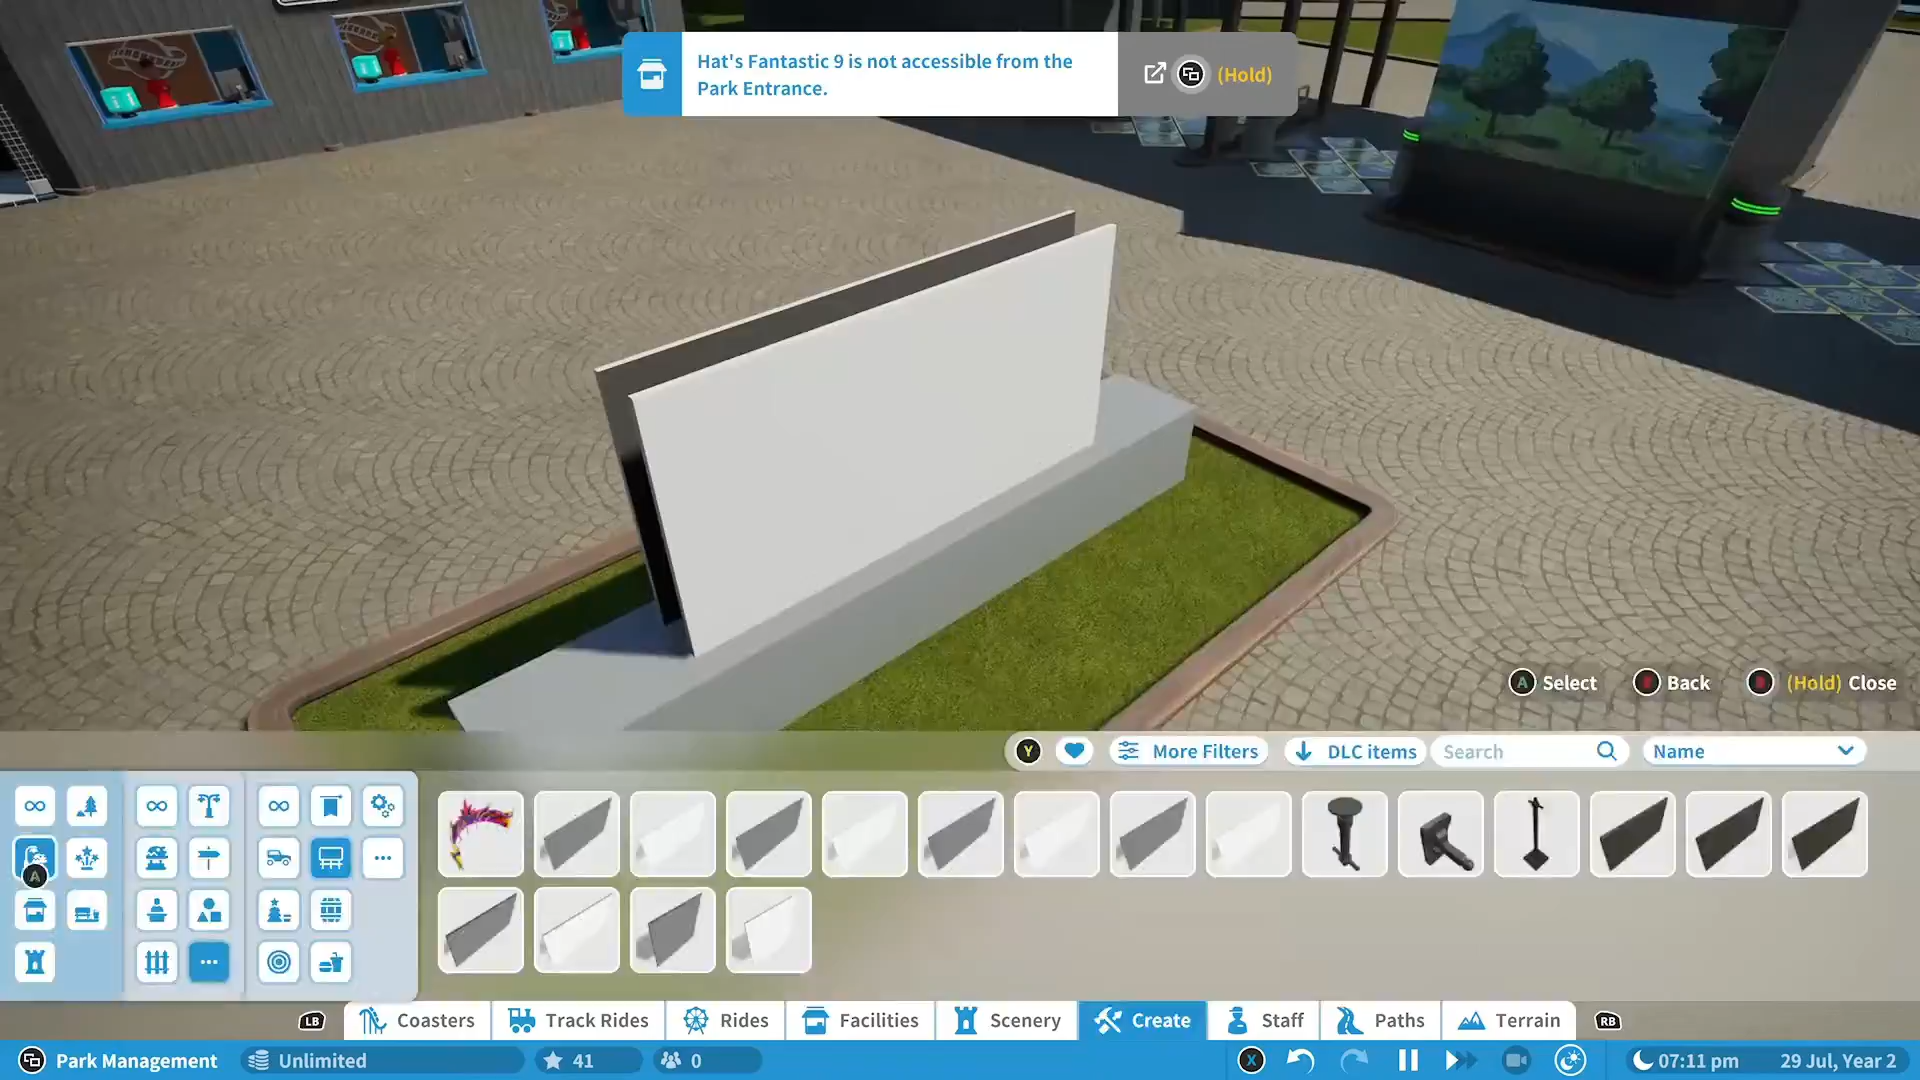 Hat's Fantastic 9 is not accessible from the
Park Entrance.
(Hold)
A Select
B Back
B (Hold) Close
Y
More Filters
DLC items
Search
Name
A
LB
Coasters
Track Rides
Rides
Facilities
Scenery
Create
Staff
Paths
Terrain
RB
Park Management
Unlimited
41
0
X
07:11 pm
29 Jul, Year 2